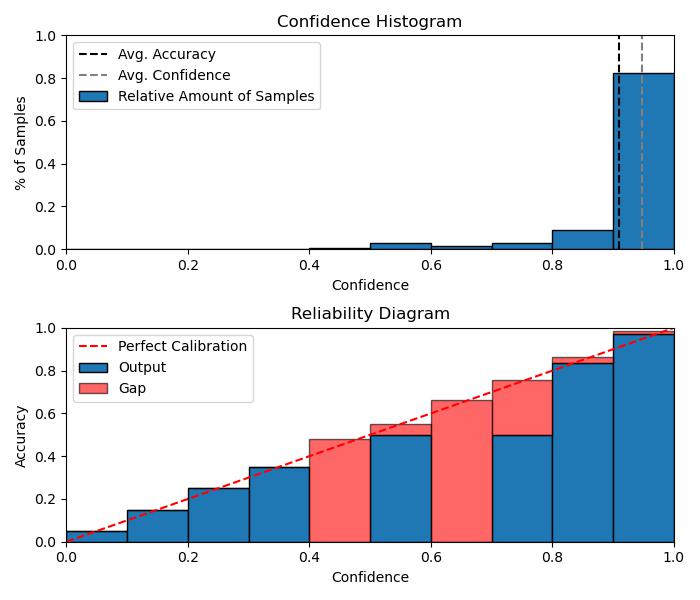 Confidence Histogram
1.0
0.8
0.6
0.4
0.2
0.0
% of Samples
Avg. Accuracy
Avg. Confidence
Relative Amount of Samples
0.0 0.2 0.4 0.6 0.8 1.0
Confidence
Reliability Diagram
1.0
0.8
0.6
0.4
0.2
0.0
Accuracy
Perfect Calibration
Output
Gap
0.0 0.2 0.4 0.6 0.8 1.0
Confidence